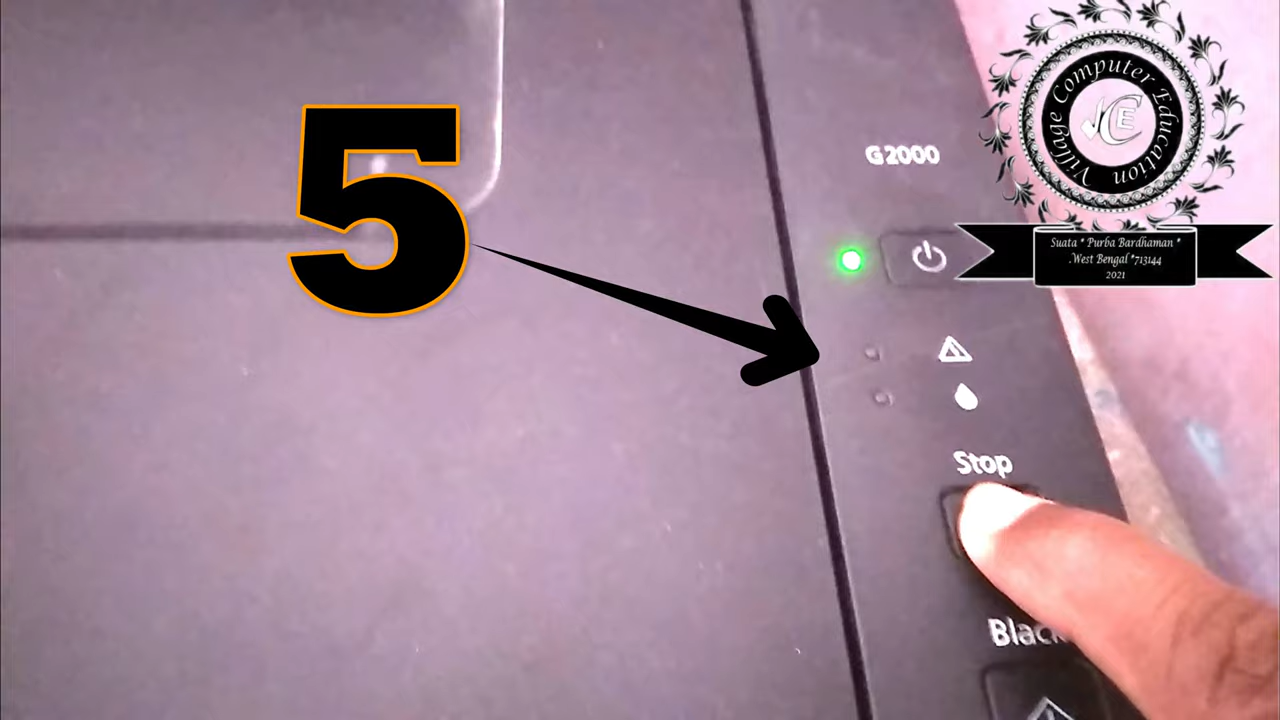 5
G2000
Village Computer Education
VCE
Suata * Purba Bardhaman *
.West Bengal *713144
2021
Stop
Black